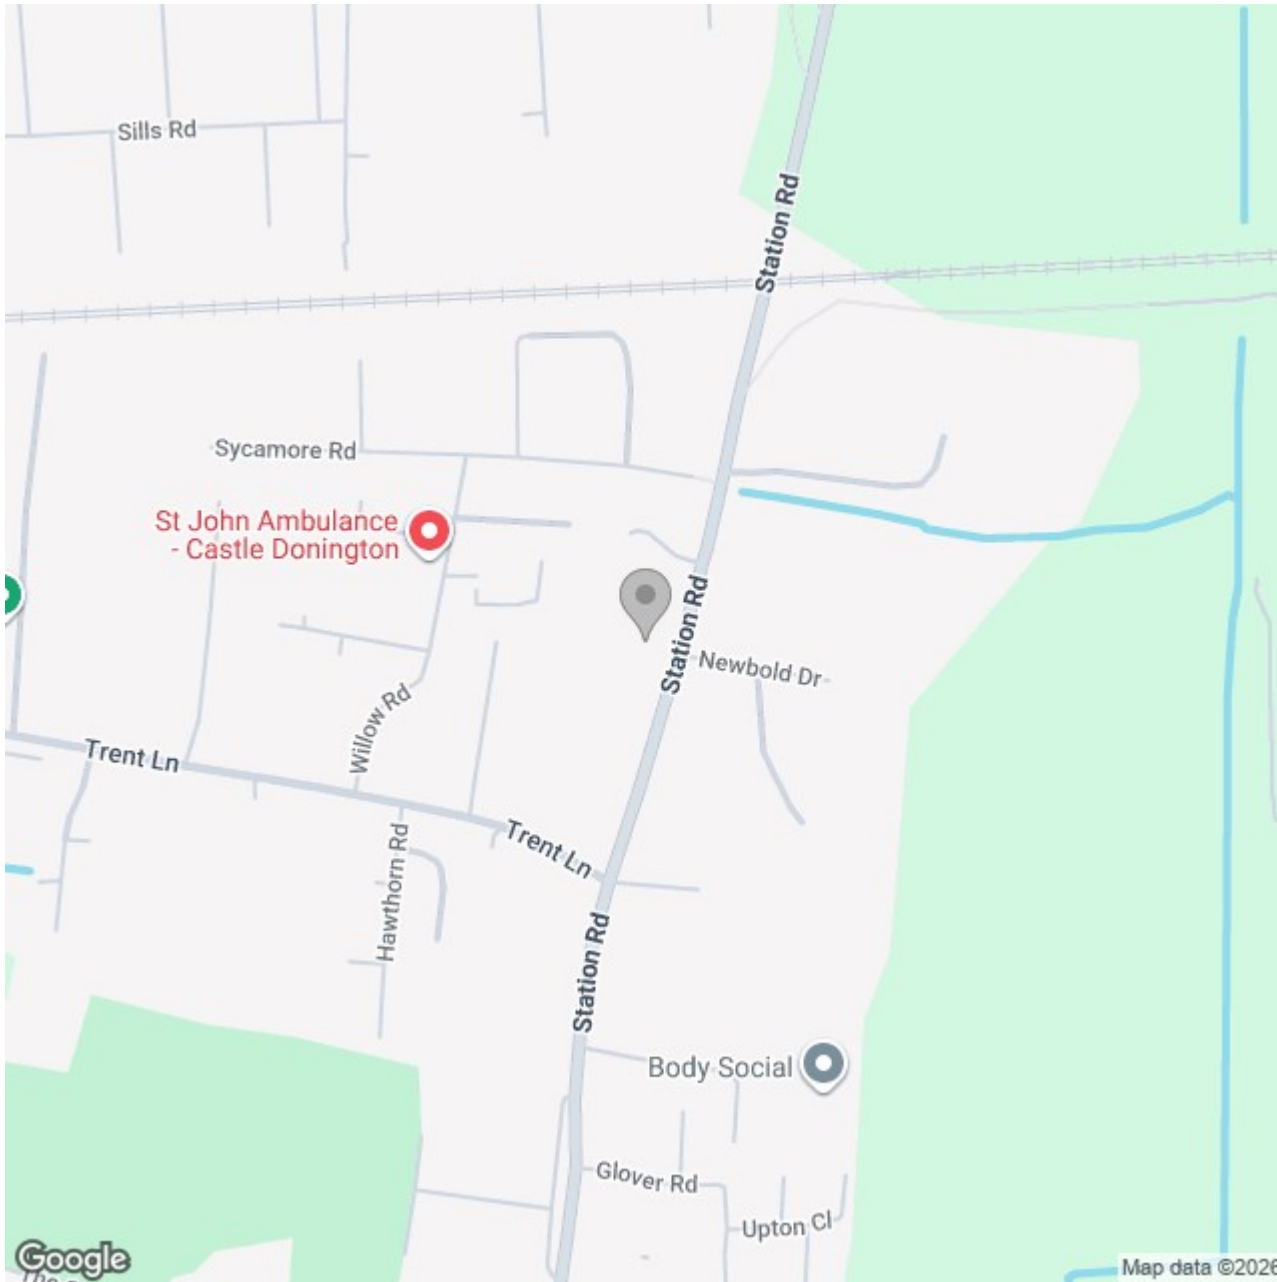 Sills Rd
Station Rd
Sycamore Rd
St John Ambulance
- Castle Donington
Station Rd
Newbold Dr
Willow Rd
Trent Ln
Trent Ln
Hawthorn Rd
Station Rd
Body Social
Glover Rd
Upton Cl
Google
The
Map data ©2026